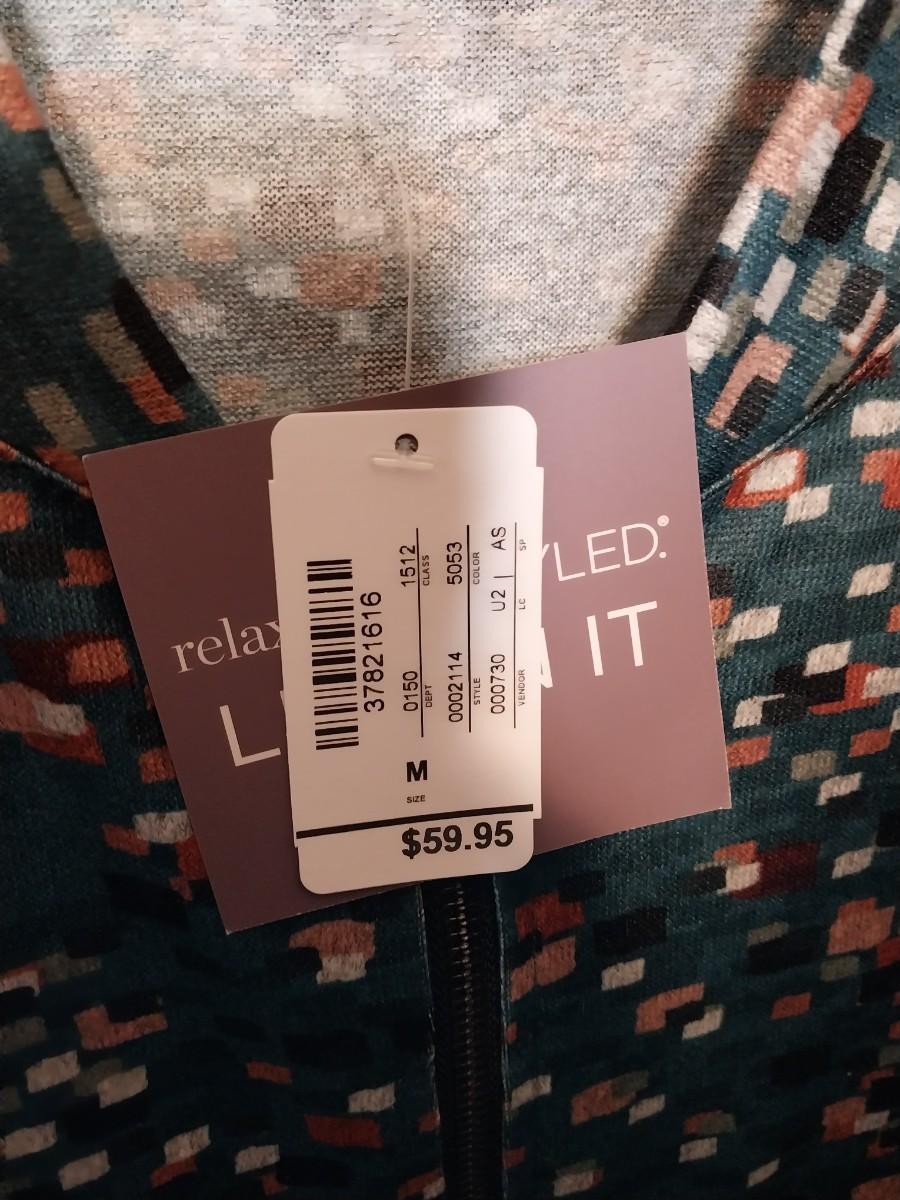 relax
YLED.®
L
IT
37821616
0150 1512
DEPT CLASS
0002114 5053
STYLE COLOR
000730 U2 | AS
VENDOR LC SP
M
SIZE
$59.95